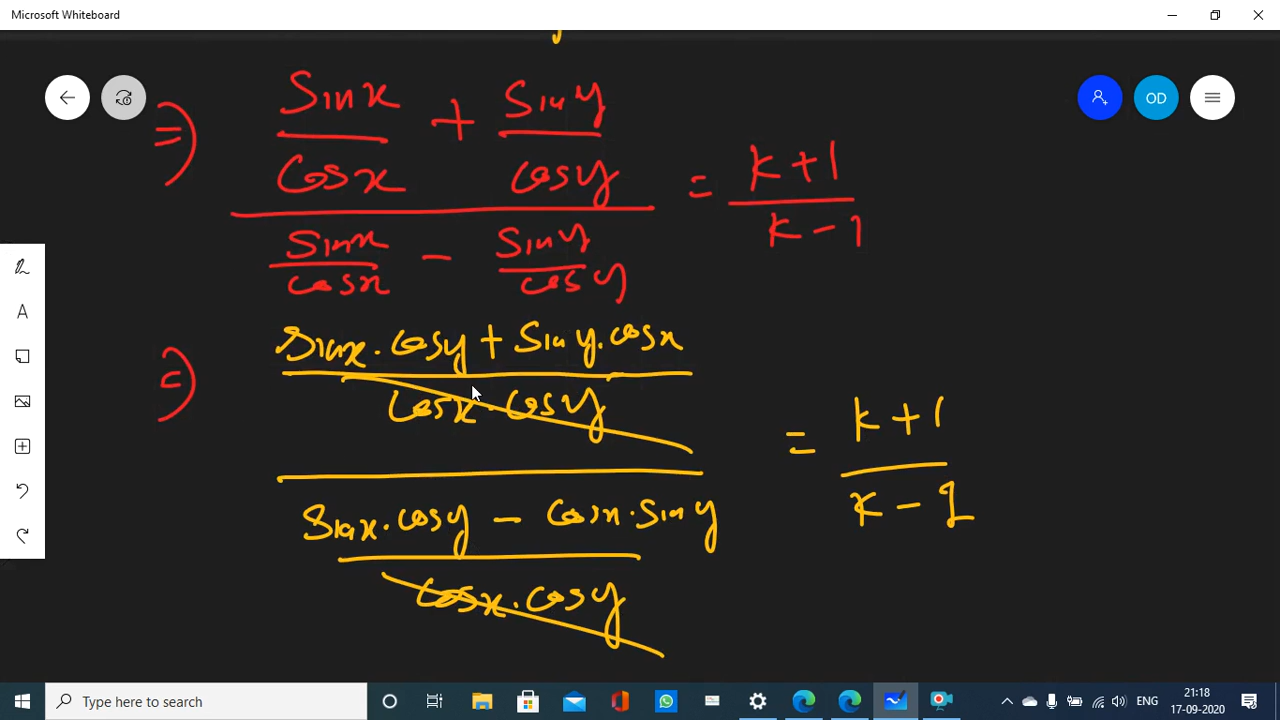 Microsoft Whiteboard
OD
⇒ (Sinx/Cosx + Siny/cosy) / (Sinx/cosx − Siny/cosy) = (k+1)/(k−1)
⇒ ((Sinx.cosy + Siny.cosx)/(cosx.cosy)) / ((Sinx.cosy − cosx.Siny)/(cosx.cosy)) = (k+1)/(k−1)
A
Type here to search
ENG
21:18
17-09-2020